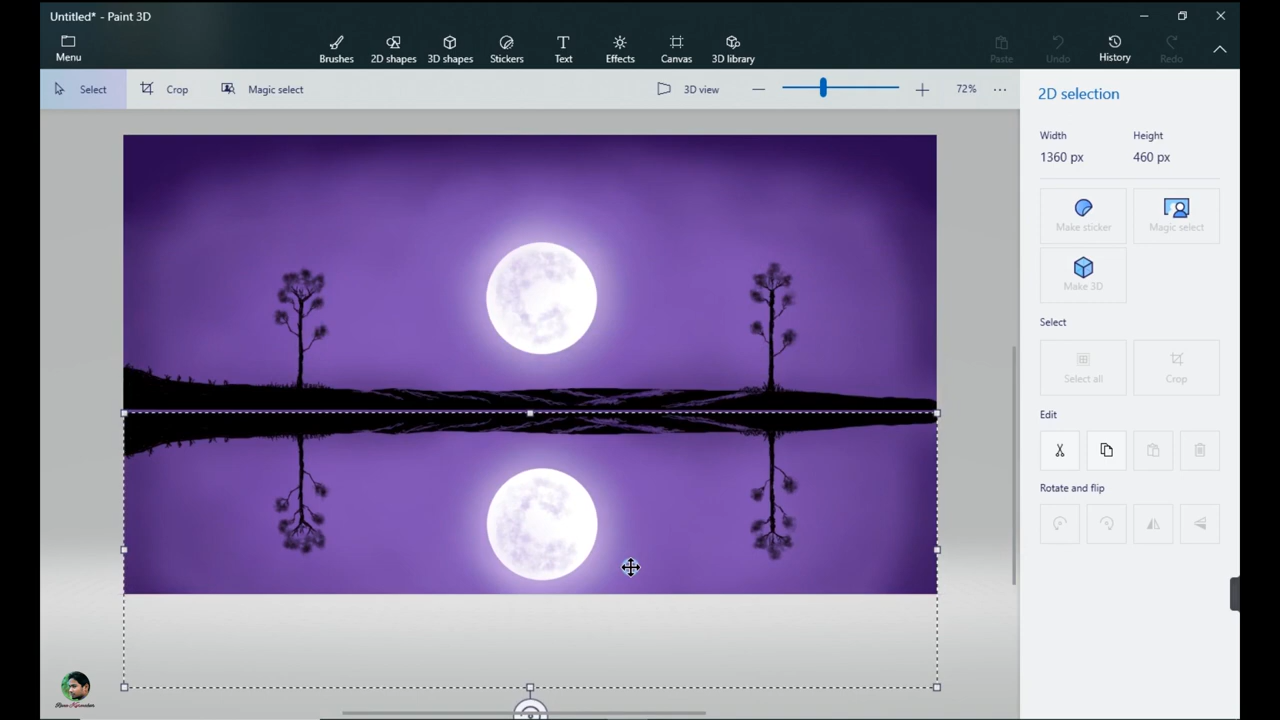 Untitled* - Paint 3D
Menu
Brushes
2D shapes
3D shapes
Stickers
Text
Effects
Canvas
3D library
Paste
Undo
History
Redo
Select
Crop
Magic select
3D view
72%
2D selection
Width
Height
1360 px
460 px
Make sticker
Magic select
Make 3D
Select
Select all
Crop
Edit
Rotate and flip